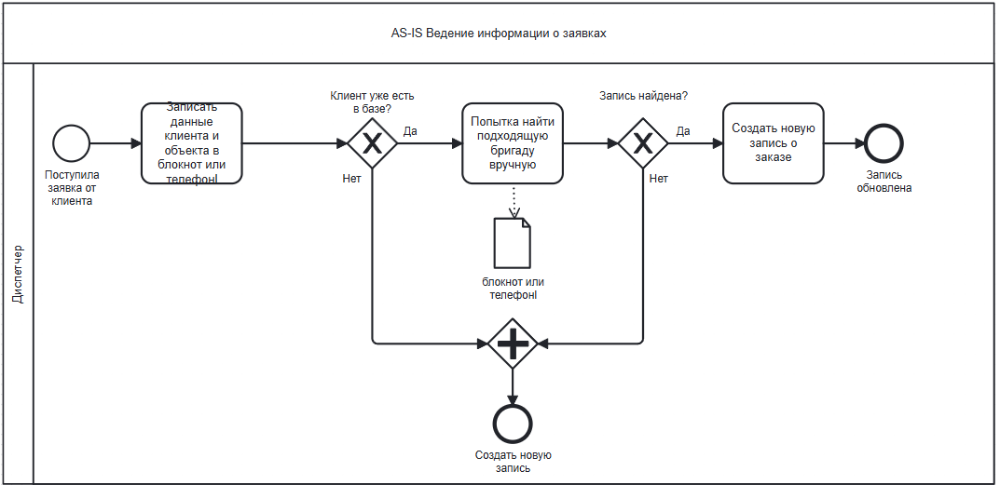 AS-IS Ведение информации о заявках
Диспетчер
Поступила
заявка от
клиента
Записать
данные
клиента и
объекта в
блокнот или
телефонl
Клиент уже есть
в базе?
Да
Нет
Попытка найти
подходящую
бригаду
вручную
блокнот или
телефонl
Запись найдена?
Да
Нет
Создать новую
запись о
заказе
Запись
обновлена
Создать новую
запись